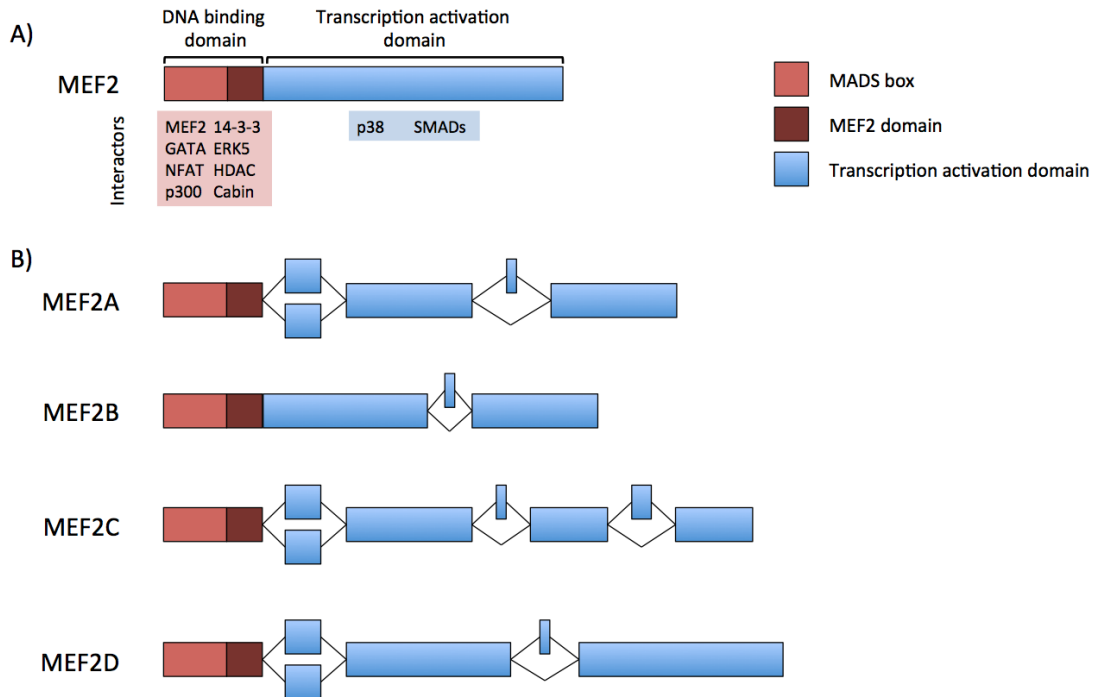 A)
DNA binding
domain
Transcription activation
domain
MEF2
MADS box
MEF2 domain
Transcription activation domain
Interactors
MEF2 14-3-3
GATA ERK5
NFAT HDAC
p300 Cabin
p38 SMADs
B)
MEF2A
MEF2B
MEF2C
MEF2D